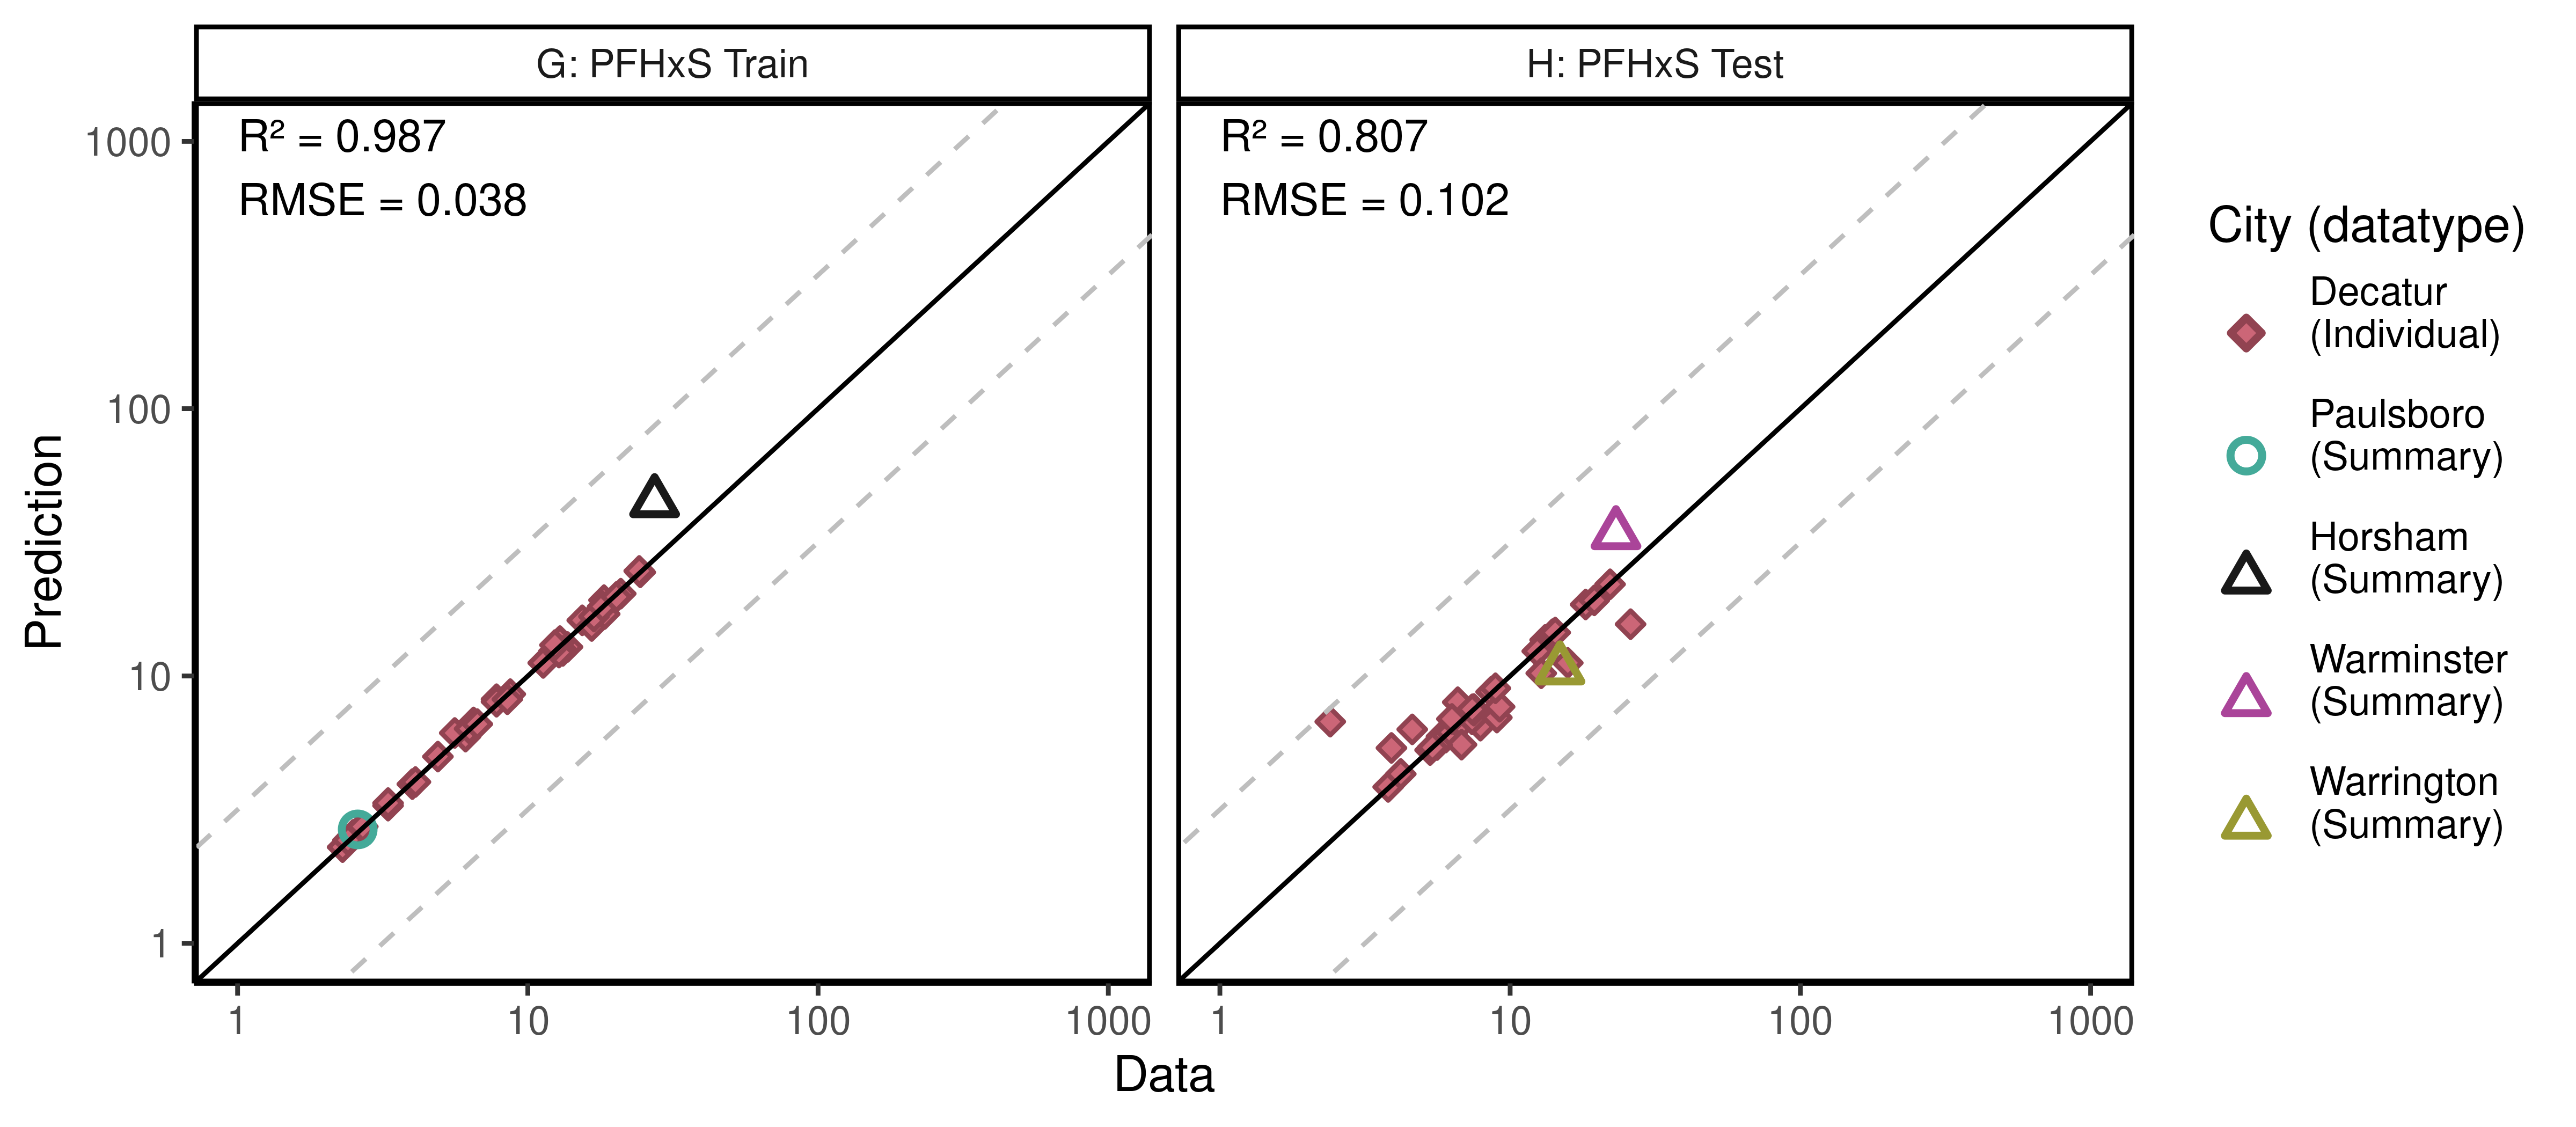 G: PFHxS Train
H: PFHxS Test
R² = 0.987
RMSE = 0.038
R² = 0.807
RMSE = 0.102
1000
100
10
1
Prediction
1
10
100
1000
1
10
100
1000
Data
City (datatype)
Decatur
(Individual)
Paulsboro
(Summary)
Horsham
(Summary)
Warminster
(Summary)
Warrington
(Summary)